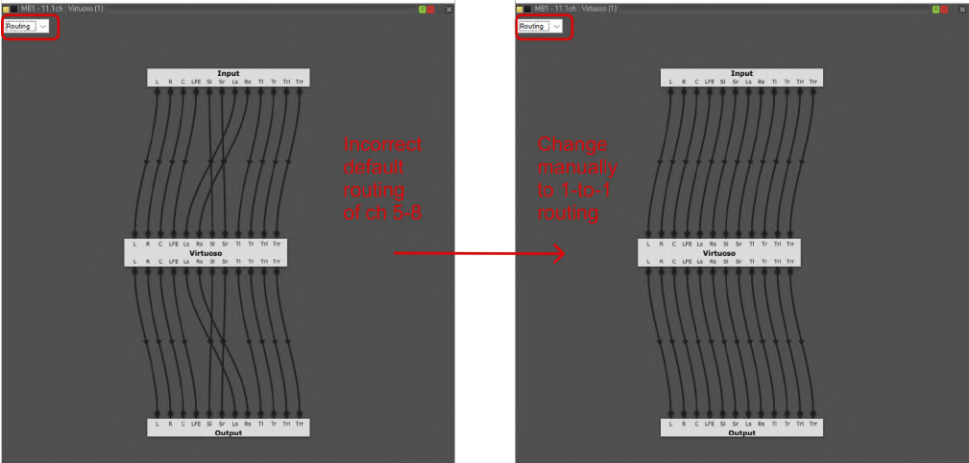 MB1 - 11.1ch : Virtuoso (1)
Routing
Input
L R C LFE Sl Sr Ls Rs Tl Tr Trl Trr
L R C LFE Ls Rs Sl Sr Tl Tr Trl Trr
Virtuoso
L R C LFE Ls Rs Sl Sr Tl Tr Trl Trr
L R C LFE Sl Sr Ls Rs Tl Tr Trl Trr
Output
Incorrect
default
routing
of ch 5-8
MB1 - 11.1ch : Virtuoso (1)
Routing
Input
L R C LFE Sl Sr Ls Rs Tl Tr Trl Trr
L R C LFE Ls Rs Sl Sr Tl Tr Trl Trr
Virtuoso
L R C LFE Ls Rs Sl Sr Tl Tr Trl Trr
L R C LFE Sl Sr Ls Rs Tl Tr Trl Trr
Output
Change
manually
to 1-to-1
routing